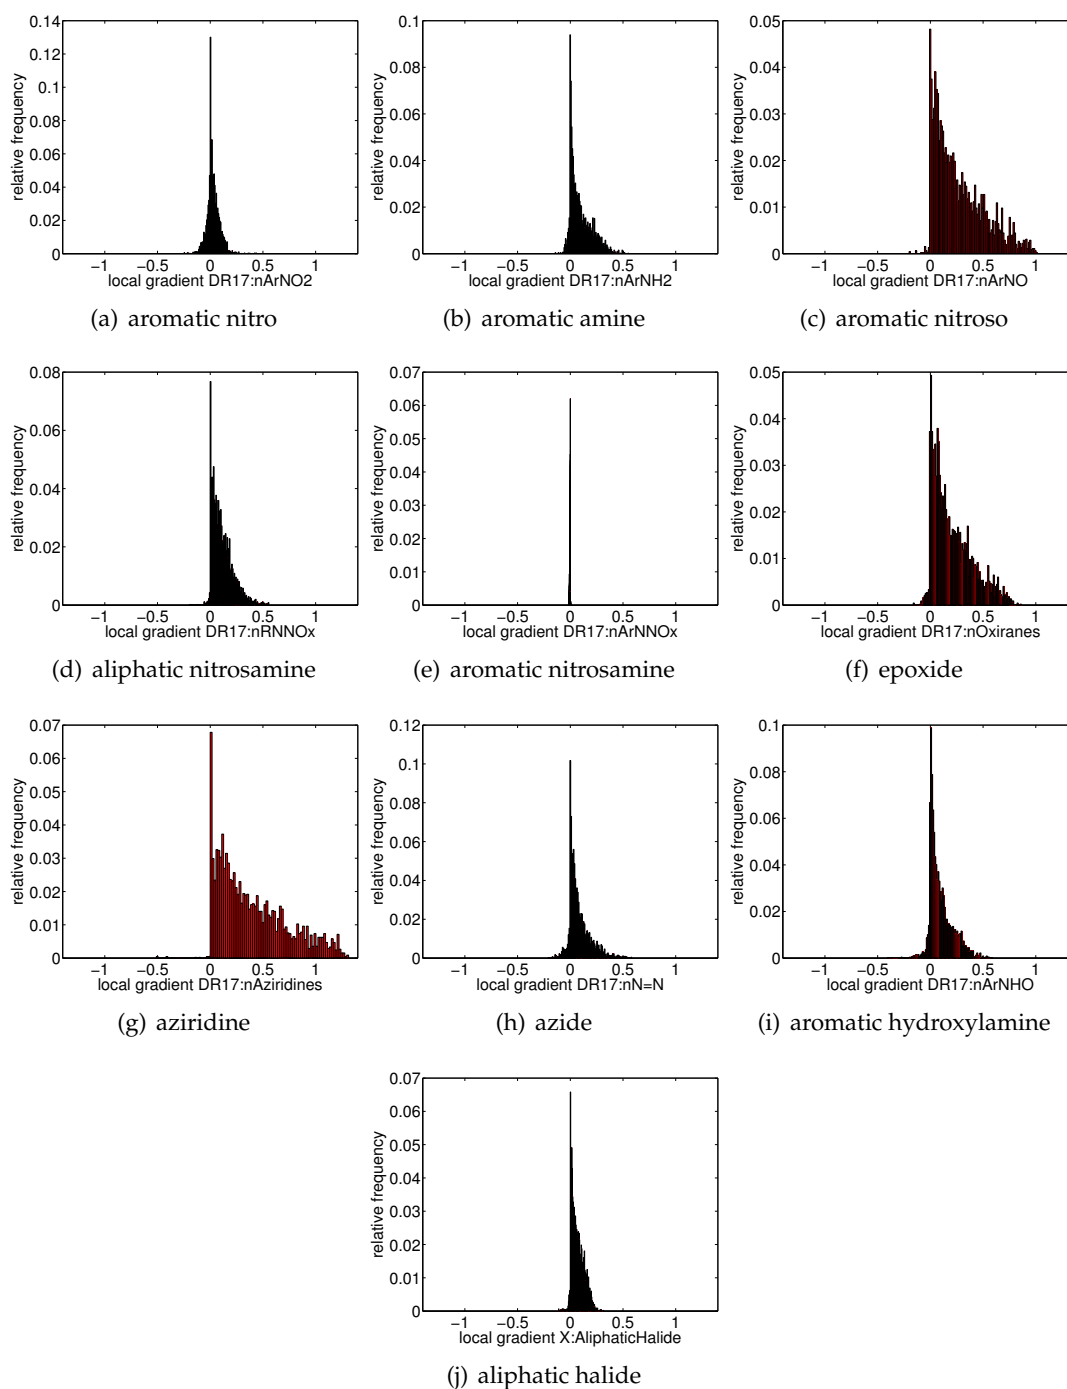 0.14
0.12
0.1
0.08
0.06
0.04
0.02
0
relative frequency
−1 −0.5 0 0.5 1
local gradient DR17:nArNO2
(a) aromatic nitro
0.1
0.08
0.06
0.04
0.02
0
relative frequency
−1 −0.5 0 0.5 1
local gradient DR17:nArNH2
(b) aromatic amine
0.05
0.04
0.03
0.02
0.01
0
relative frequency
−1 −0.5 0 0.5 1
local gradient DR17:nArNO
(c) aromatic nitroso
0.08
0.06
0.04
0.02
0
relative frequency
−1 −0.5 0 0.5 1
local gradient DR17:nRNNOx
(d) aliphatic nitrosamine
0.07
0.06
0.05
0.04
0.03
0.02
0.01
0
relative frequency
−1 −0.5 0 0.5 1
local gradient DR17:nArNNOx
(e) aromatic nitrosamine
0.05
0.04
0.03
0.02
0.01
0
relative frequency
−1 −0.5 0 0.5 1
local gradient DR17:nOxiranes
(f) epoxide
0.07
0.06
0.05
0.04
0.03
0.02
0.01
0
relative frequency
−1 −0.5 0 0.5 1
local gradient DR17:nAziridines
(g) aziridine
0.12
0.1
0.08
0.06
0.04
0.02
0
relative frequency
−1 −0.5 0 0.5 1
local gradient DR17:nN=N
(h) azide
0.1
0.08
0.06
0.04
0.02
0
relative frequency
−1 −0.5 0 0.5 1
local gradient DR17:nArNHO
(i) aromatic hydroxylamine
0.07
0.06
0.05
0.04
0.03
0.02
0.01
0
relative frequency
−1 −0.5 0 0.5 1
local gradient X:AliphaticHalide
(j) aliphatic halide